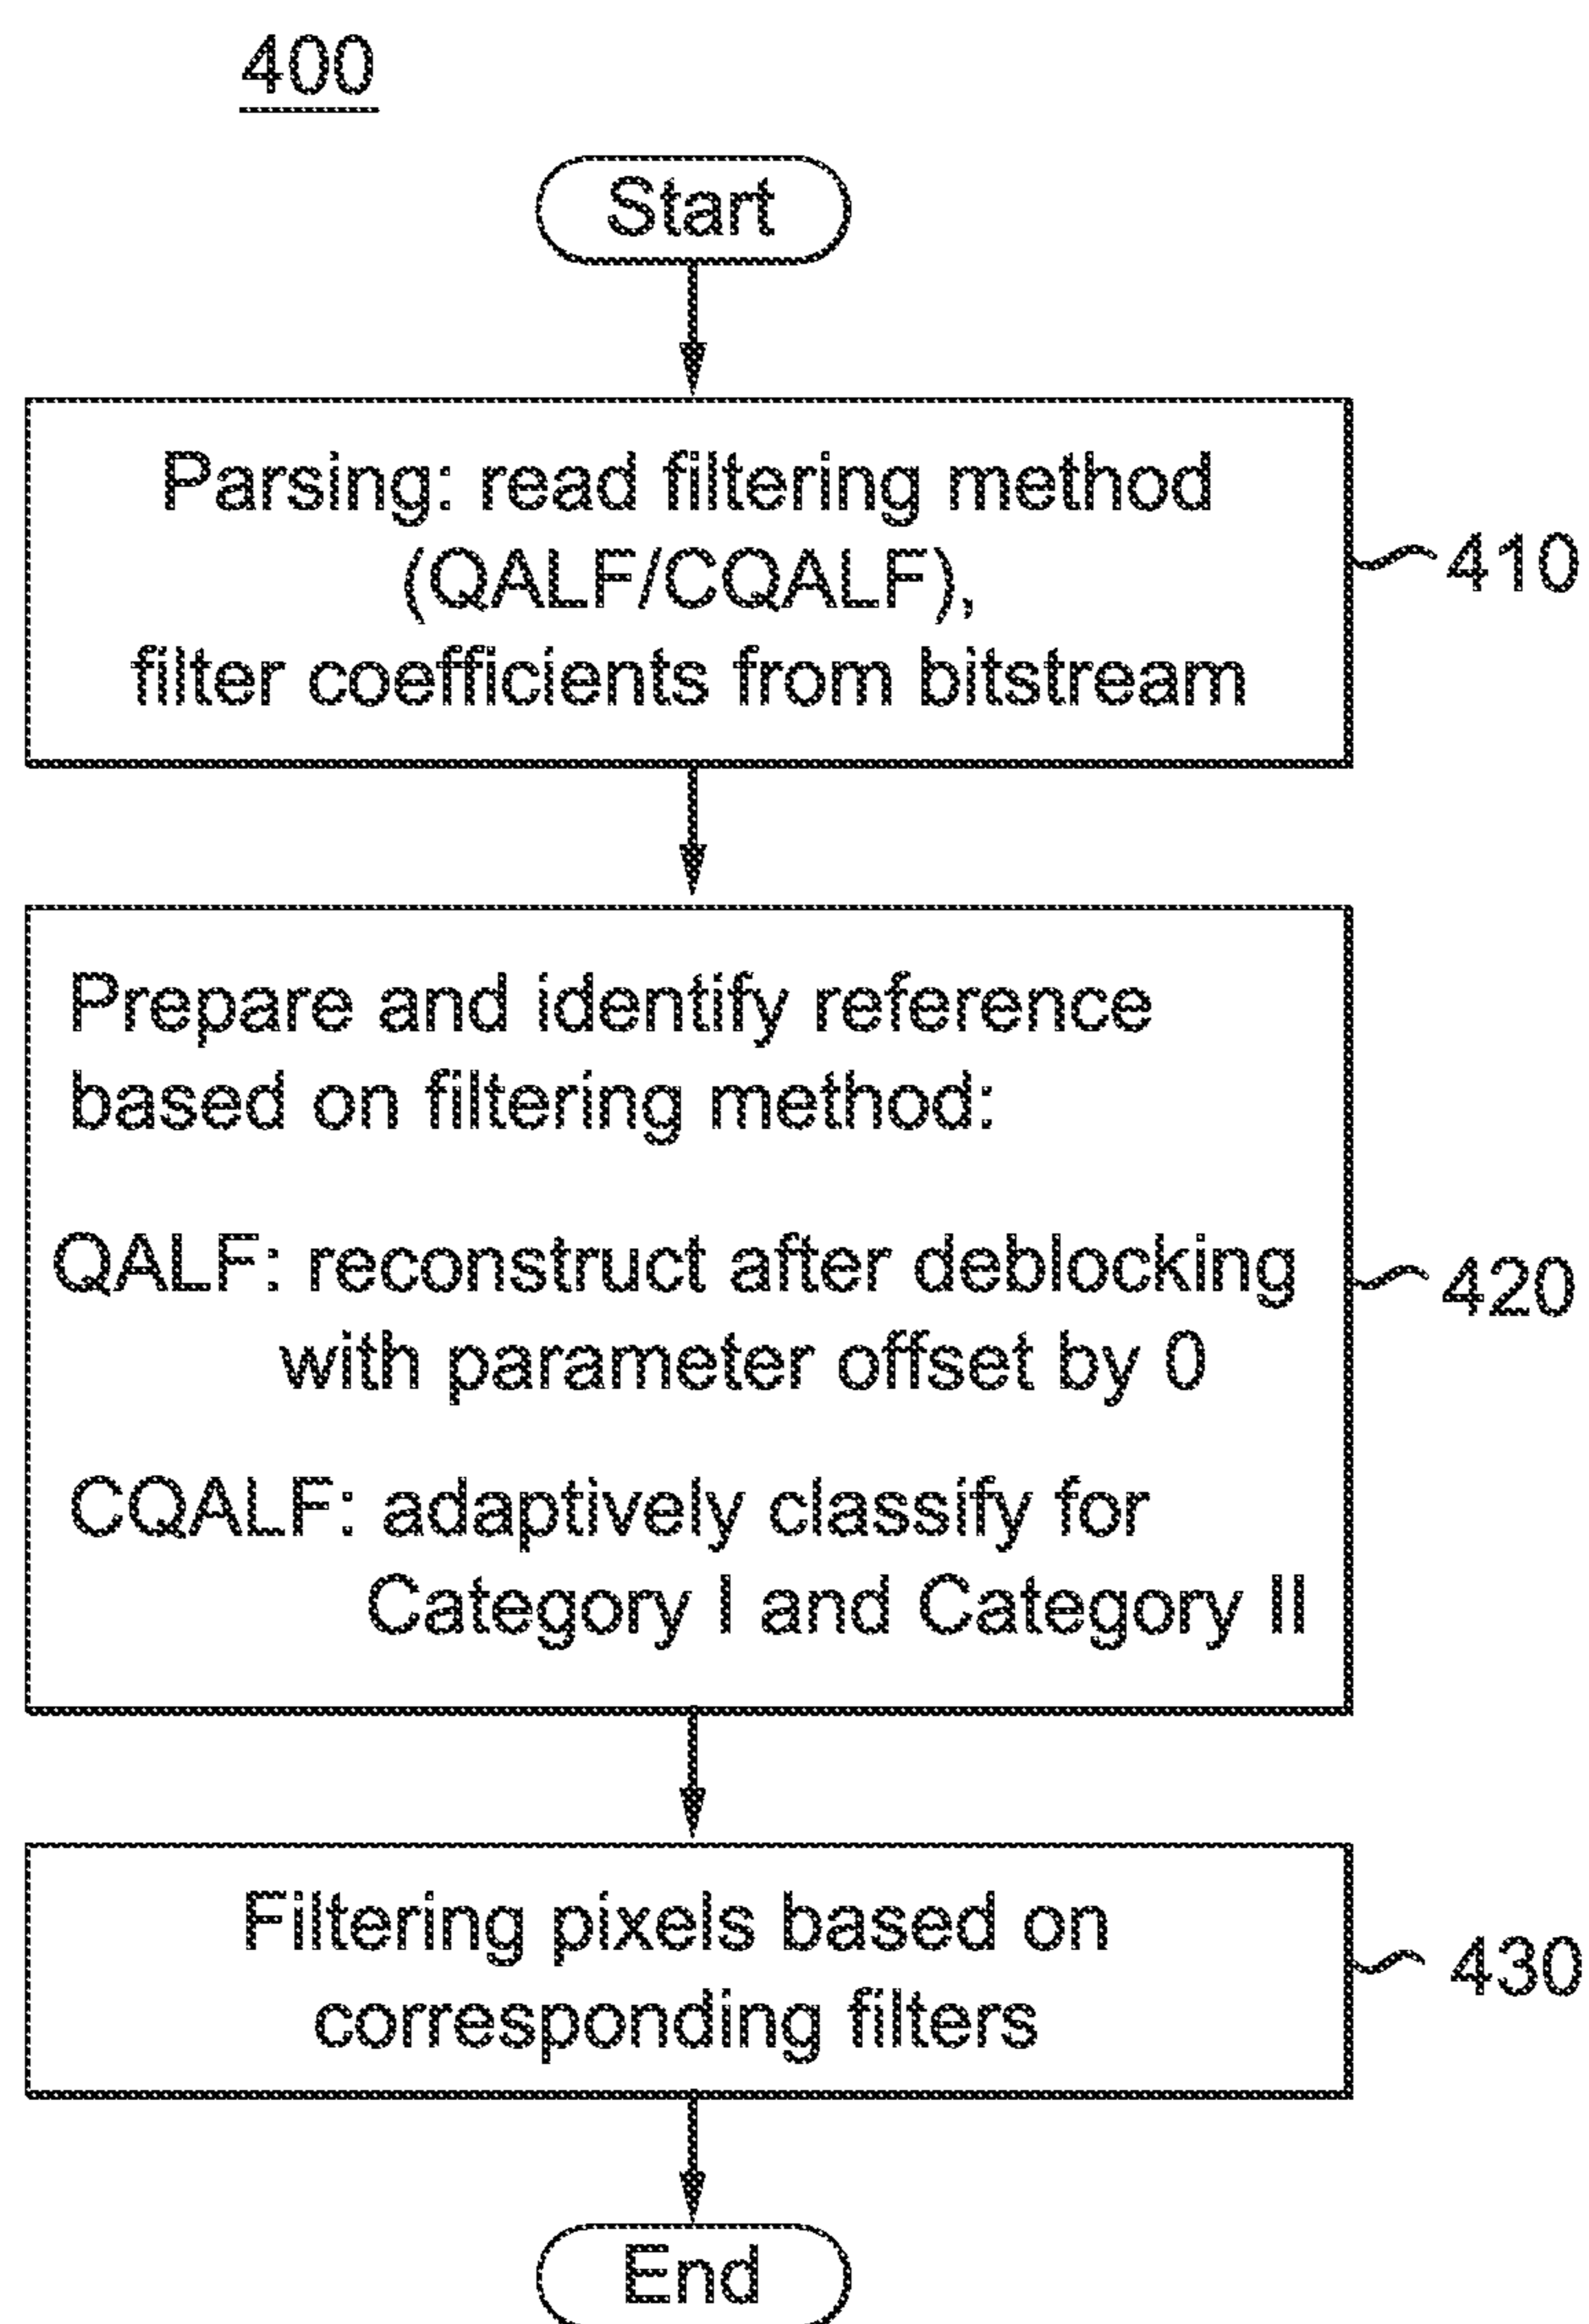 400
Start
Parsing: read filtering method
(QALF/CQALF),
filter coefficients from bitstream
410
Prepare and identify reference
based on filtering method:
QALF: reconstruct after deblocking
with parameter offset by 0
420
CQALF: adaptively classify for
Category I and Category II
Filtering pixels based on
corresponding filters
430
End